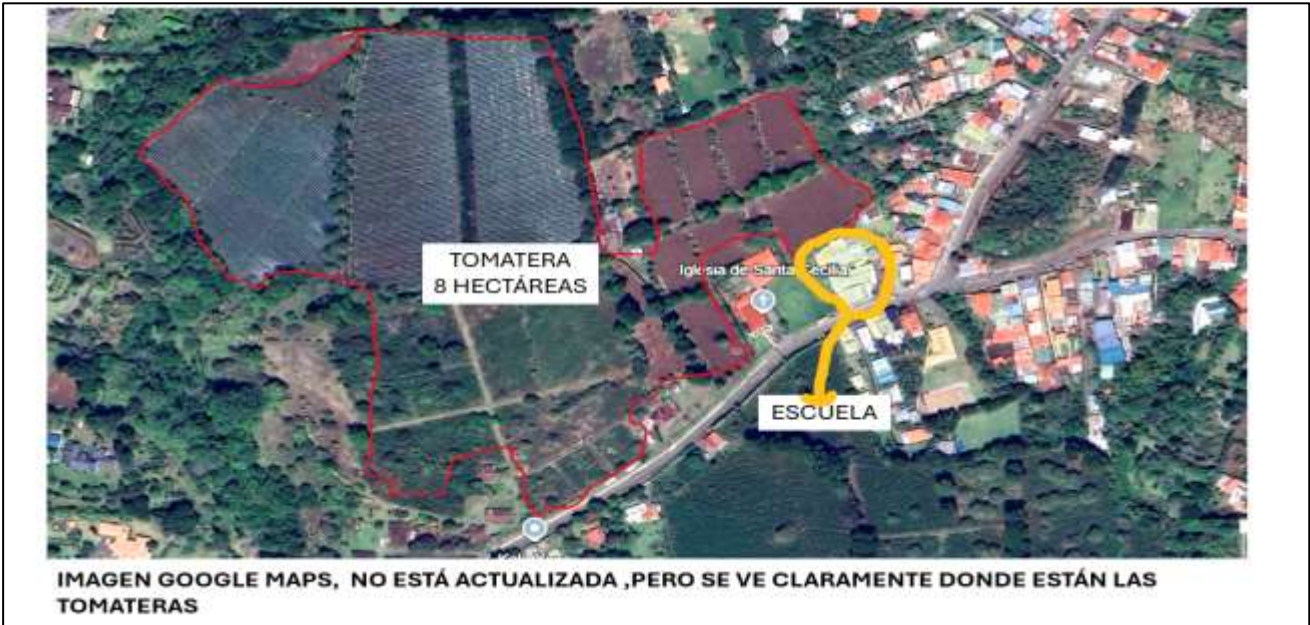 TOMATERA
8 HECTÁREAS
Iglesia de Santa Cecilia
ESCUELA
IMAGEN GOOGLE MAPS, NO ESTÁ ACTUALIZADA ,PERO SE VE CLARAMENTE DONDE ESTÁN LAS
TOMATERAS